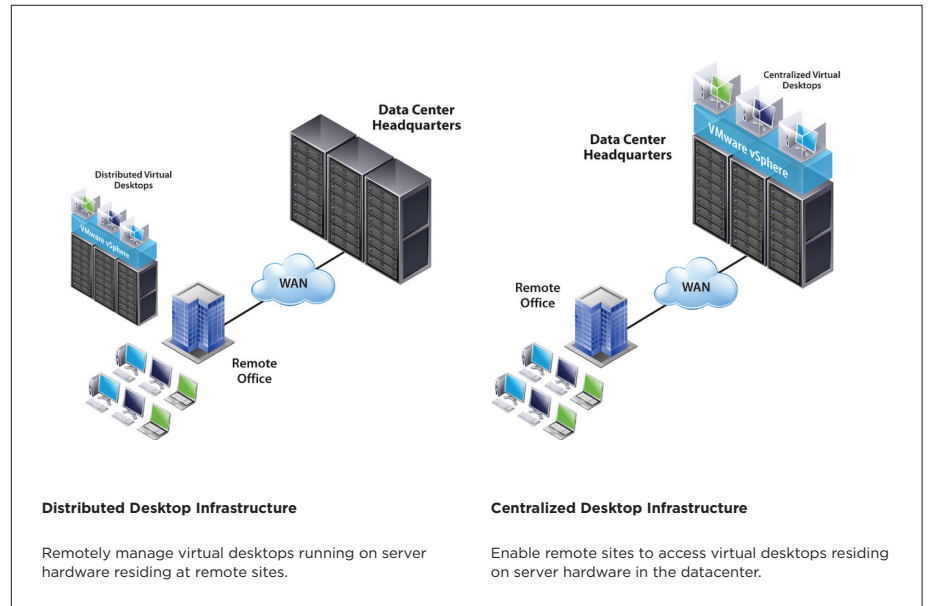 Data Center
Headquarters
Distributed Virtual
Desktops
VMware vSphere
WAN
Remote
Office
Centralized Virtual
Desktops
VMware vSphere
Data Center
Headquarters
WAN
Remote
Office
Distributed Desktop Infrastructure
Remotely manage virtual desktops running on server
hardware residing at remote sites.
Centralized Desktop Infrastructure
Enable remote sites to access virtual desktops residing
on server hardware in the datacenter.